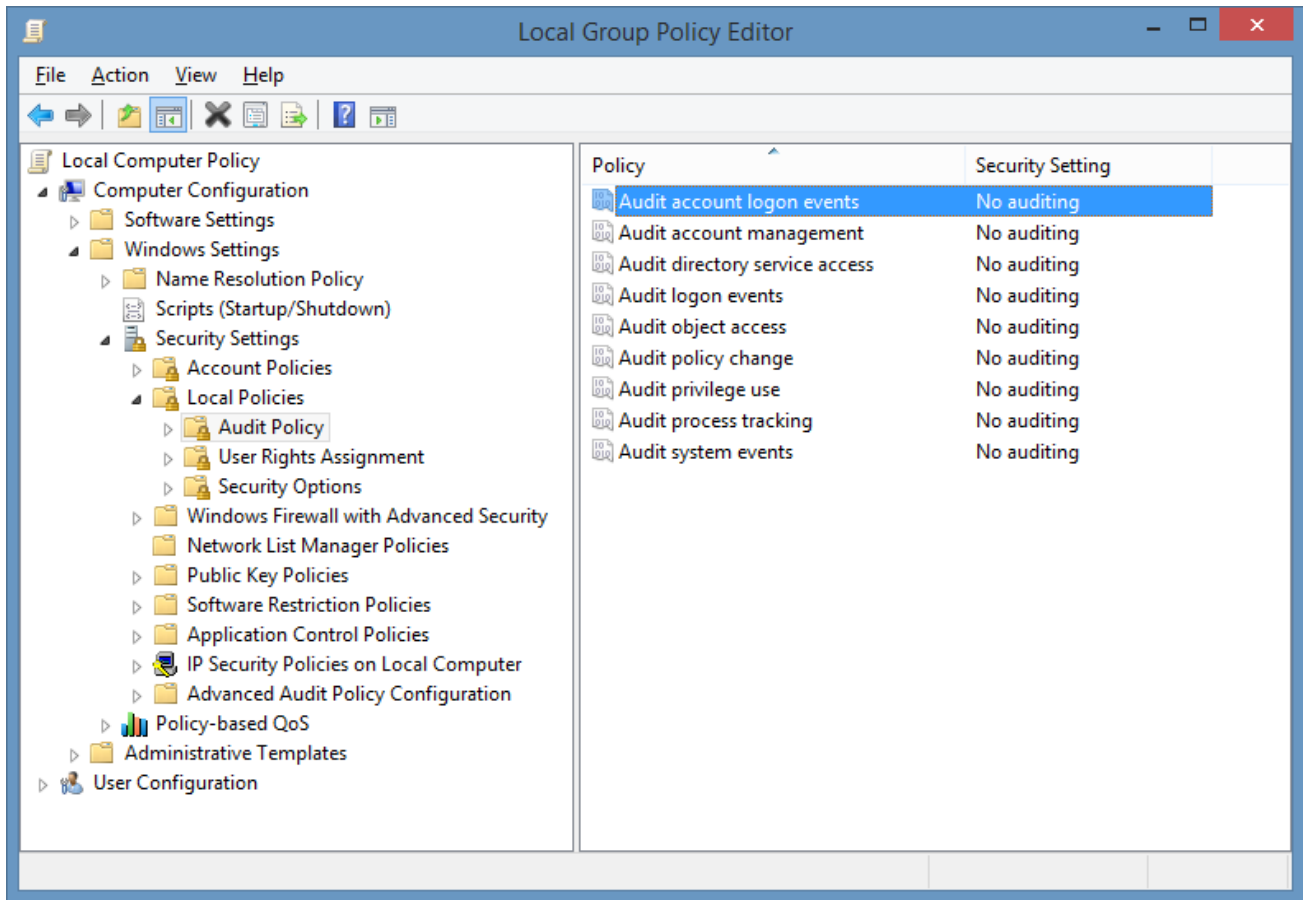 Local Group Policy Editor
File Action View Help
Local Computer Policy
Computer Configuration
Software Settings
Windows Settings
Name Resolution Policy
Scripts (Startup/Shutdown)
Security Settings
Account Policies
Local Policies
Audit Policy
User Rights Assignment
Security Options
Windows Firewall with Advanced Security
Network List Manager Policies
Public Key Policies
Software Restriction Policies
Application Control Policies
IP Security Policies on Local Computer
Advanced Audit Policy Configuration
Policy-based QoS
Administrative Templates
User Configuration
Policy Security Setting
Audit account logon events No auditing
Audit account management No auditing
Audit directory service access No auditing
Audit logon events No auditing
Audit object access No auditing
Audit policy change No auditing
Audit privilege use No auditing
Audit process tracking No auditing
Audit system events No auditing